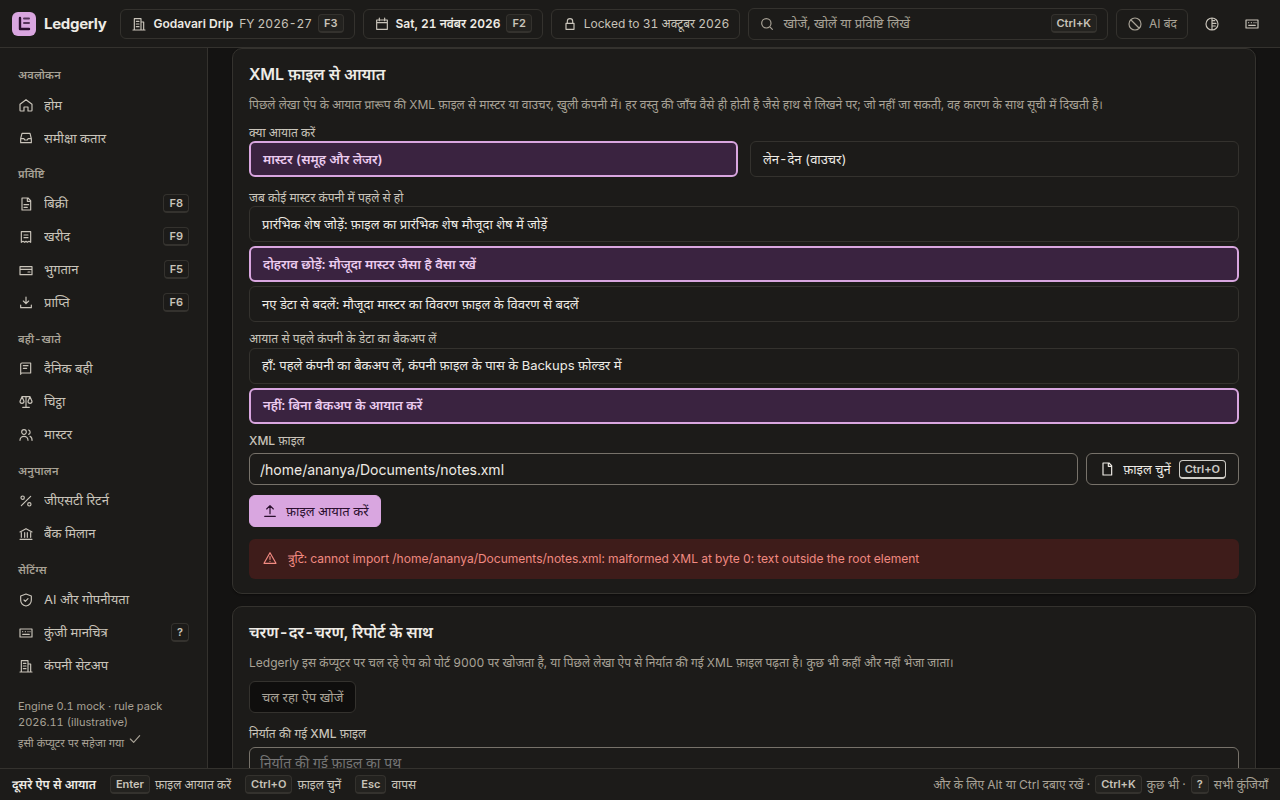 Ledgerly
Godavari Drip FY 2026-27 F3
Sat, 21 नवंबर 2026 F2
Locked to 31 अक्टूबर 2026
खोजें, खोलें या प्रविष्टि लिखें Ctrl+K
AI बंद
अवलोकन
होम
समीक्षा कतार
प्रविष्टि
बिक्री F8
खरीद F9
भुगतान F5
प्राप्ति F6
बही-खाते
दैनिक बही
चिट्ठा
मास्टर
अनुपालन
जीएसटी रिटर्न
बैंक मिलान
सेटिंग्स
AI और गोपनीयता
कुंजी मानचित्र ?
कंपनी सेटअप
Engine 0.1 mock · rule pack
2026.11 (illustrative)
इसी कंप्यूटर पर सहेजा गया
XML फ़ाइल से आयात
पिछले लेखा ऐप के आयात प्रारूप की XML फ़ाइल से मास्टर या वाउचर, खुली कंपनी में। हर वस्तु की जाँच वैसे ही होती है जैसे हाथ से लिखने पर; जो नहीं जा सकती, वह कारण के साथ सूची में दिखती है।
क्या आयात करें
मास्टर (समूह और लेजर)
लेन-देन (वाउचर)
जब कोई मास्टर कंपनी में पहले से हो
प्रारंभिक शेष जोड़ें: फ़ाइल का प्रारंभिक शेष मौजूदा शेष में जोड़ें
दोहराव छोड़ें: मौजूदा मास्टर जैसा है वैसा रखें
नए डेटा से बदलें: मौजूदा मास्टर का विवरण फ़ाइल के विवरण से बदलें
आयात से पहले कंपनी के डेटा का बैकअप लें
हाँ: पहले कंपनी का बैकअप लें, कंपनी फ़ाइल के पास के Backups फ़ोल्डर में
नहीं: बिना बैकअप के आयात करें
XML फ़ाइल
/home/ananya/Documents/notes.xml
फ़ाइल चुनें Ctrl+O
फ़ाइल आयात करें
त्रुटि: cannot import /home/ananya/Documents/notes.xml: malformed XML at byte 0: text outside the root element
चरण-दर-चरण, रिपोर्ट के साथ
Ledgerly इस कंप्यूटर पर चल रहे ऐप को पोर्ट 9000 पर खोजता है, या पिछले लेखा ऐप से निर्यात की गई XML फ़ाइल पढ़ता है। कुछ भी कहीं और नहीं भेजा जाता।
चल रहा ऐप खोजें
निर्यात की गई XML फ़ाइल
निर्यात की गई फ़ाइल का पथ
दूसरे ऐप से आयात Enter फ़ाइल आयात करें Ctrl+O फ़ाइल चुनें Esc वापस
और के लिए Alt या Ctrl दबाए रखें · Ctrl+K कुछ भी · ? सभी कुंजियाँ